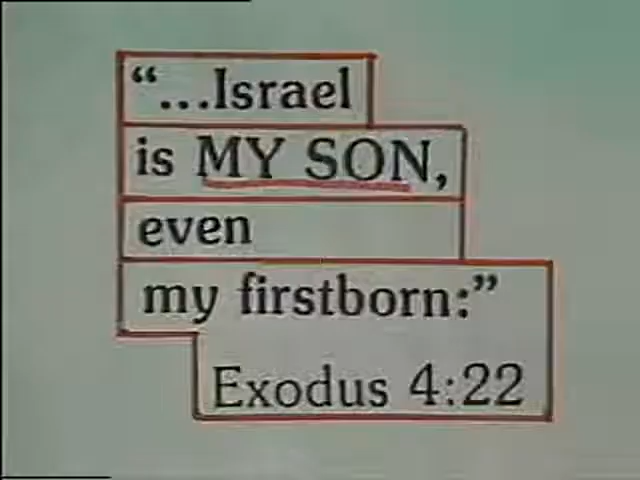 “...Israel
is MY SON,
even
my firstborn:”
Exodus 4:22